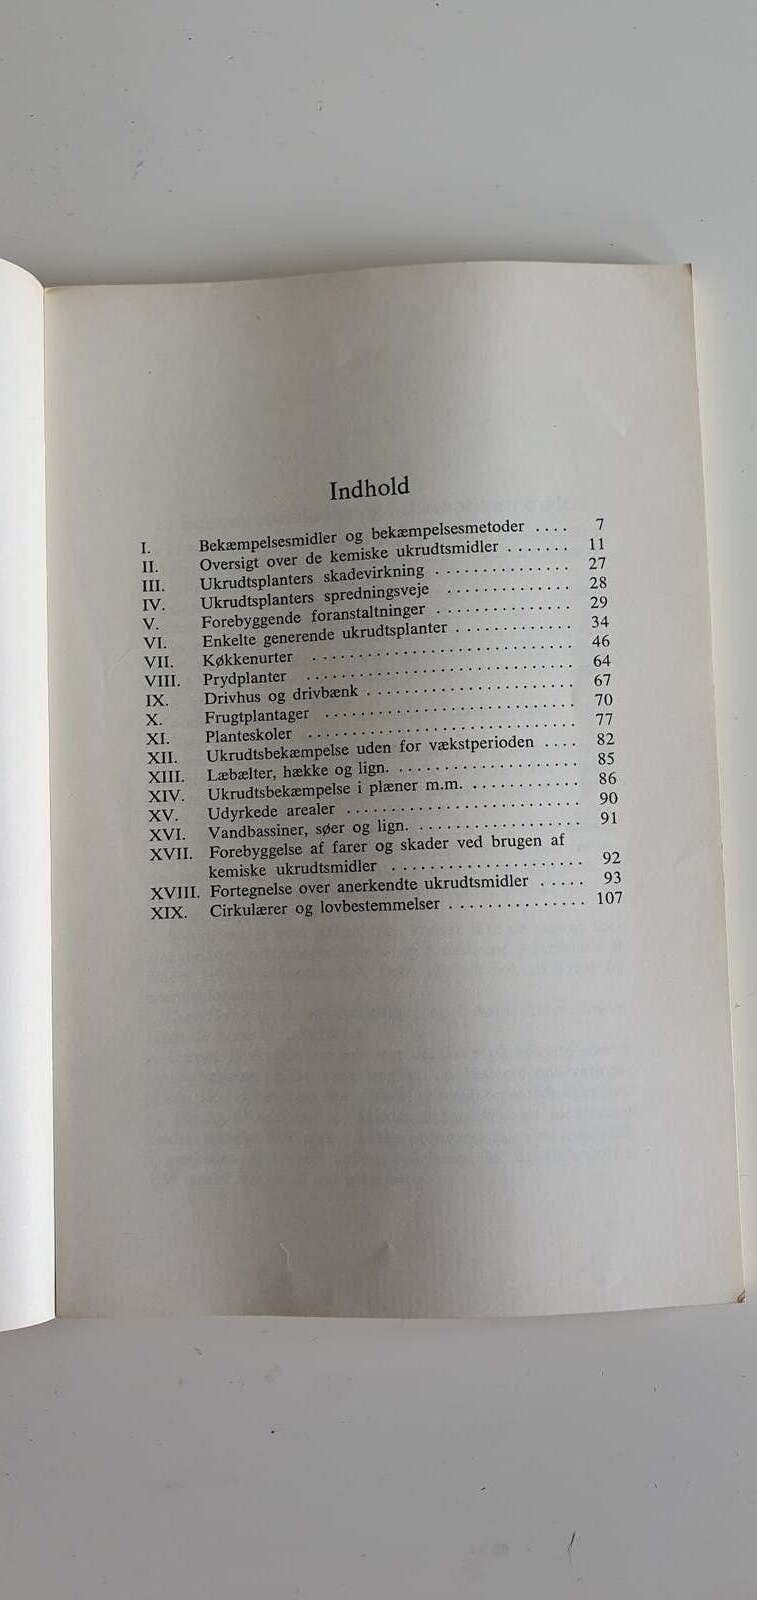 Indhold
I. Bekæmpelsesmidler og bekæmpelsesmetoder .... 7
II. Oversigt over de kemiske ukrudtsmidler ....... 11
III. Ukrudtsplanters skadevirkning ............... 27
IV. Ukrudtsplanters spredningsveje .............. 28
V. Forebyggende foranstaltninger ............... 29
VI. Enkelte generende ukrudtsplanter ............. 34
VII. Køkkenurter ............................. 46
VIII. Prydplanter ............................. 64
IX. Drivhus og drivbænk ....................... 67
X. Frugtplantager ........................... 70
XI. Planteskoler ............................. 77
XII. Ukrudtsbekæmpelse uden for vækstperioden .... 82
XIII. Læbælter, hække og lign. .................... 85
XIV. Ukrudtsbekæmpelse i plæner m.m. ............ 86
XV. Udyrkede arealer .......................... 90
XVI. Vandbassiner, søer og lign. .................. 91
XVII. Forebyggelse af farer og skader ved brugen af
kemiske ukrudtsmidler ...................... 92
XVIII. Fortegnelse over anerkendte ukrudtsmidler ..... 93
XIX. Cirkulærer og lovbestemmelser ............... 107